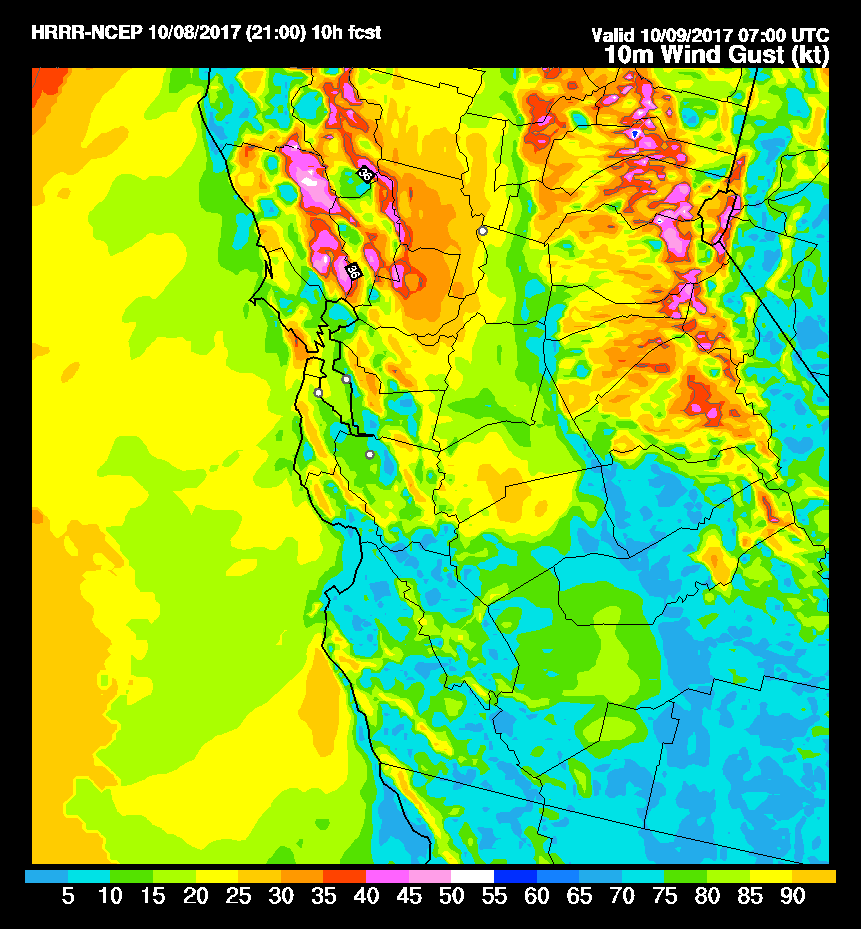 HRRR-NCEP 10/08/2017 (21:00) 10h fcst
Valid 10/09/2017 07:00 UTC
10m Wind Gust (kt)
36
36
5 10 15 20 25 30 35 40 45 50 55 60 65 70 75 80 85 90